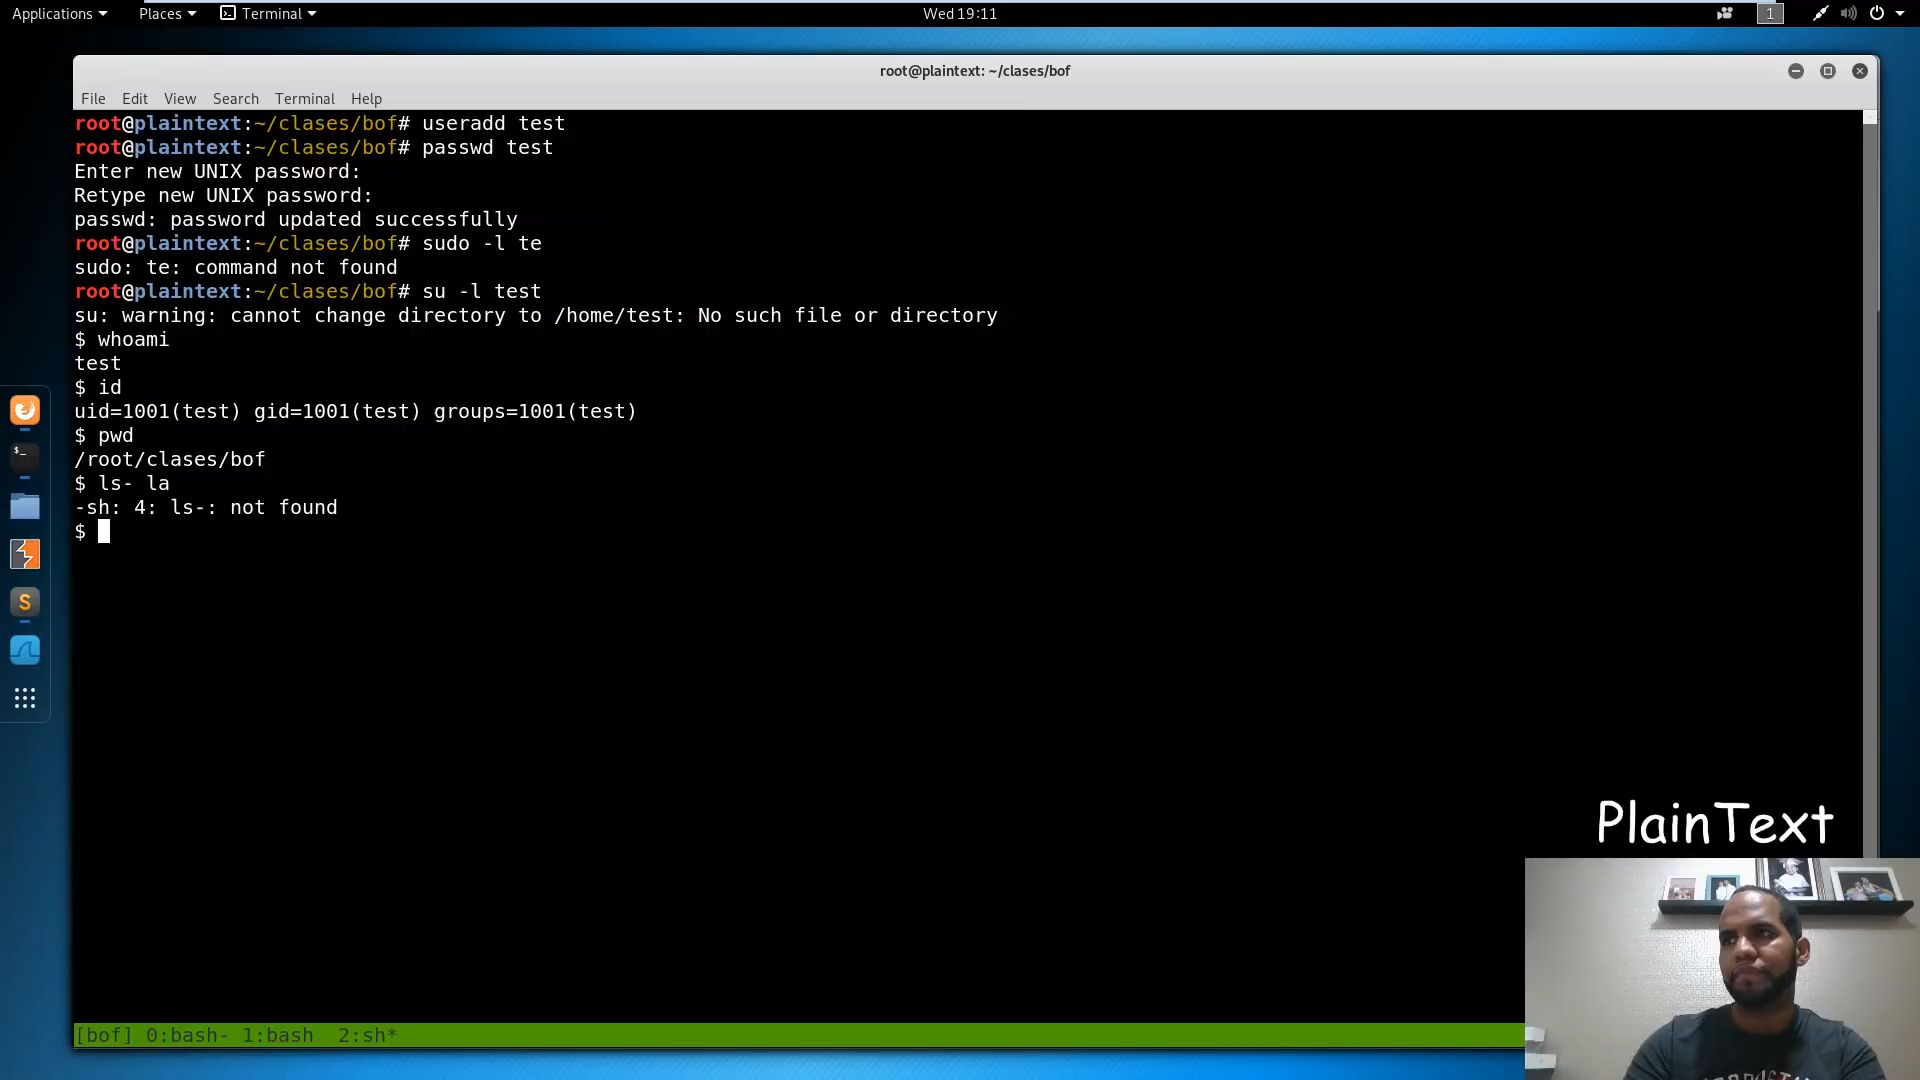 Applications Places Terminal Wed 19:11 1
root@plaintext: ~/clases/bof
File Edit View Search Terminal Help
root@plaintext:~/clases/bof# useradd test
root@plaintext:~/clases/bof# passwd test
Enter new UNIX password:
Retype new UNIX password:
passwd: password updated successfully
root@plaintext:~/clases/bof# sudo -l te
sudo: te: command not found
root@plaintext:~/clases/bof# su -l test
su: warning: cannot change directory to /home/test: No such file or directory
$ whoami
test
$ id
uid=1001(test) gid=1001(test) groups=1001(test)
$ pwd
/root/clases/bof
$ ls- la
-sh: 4: ls-: not found
$
PlainText
[bof] 0:bash- 1:bash 2:sh*